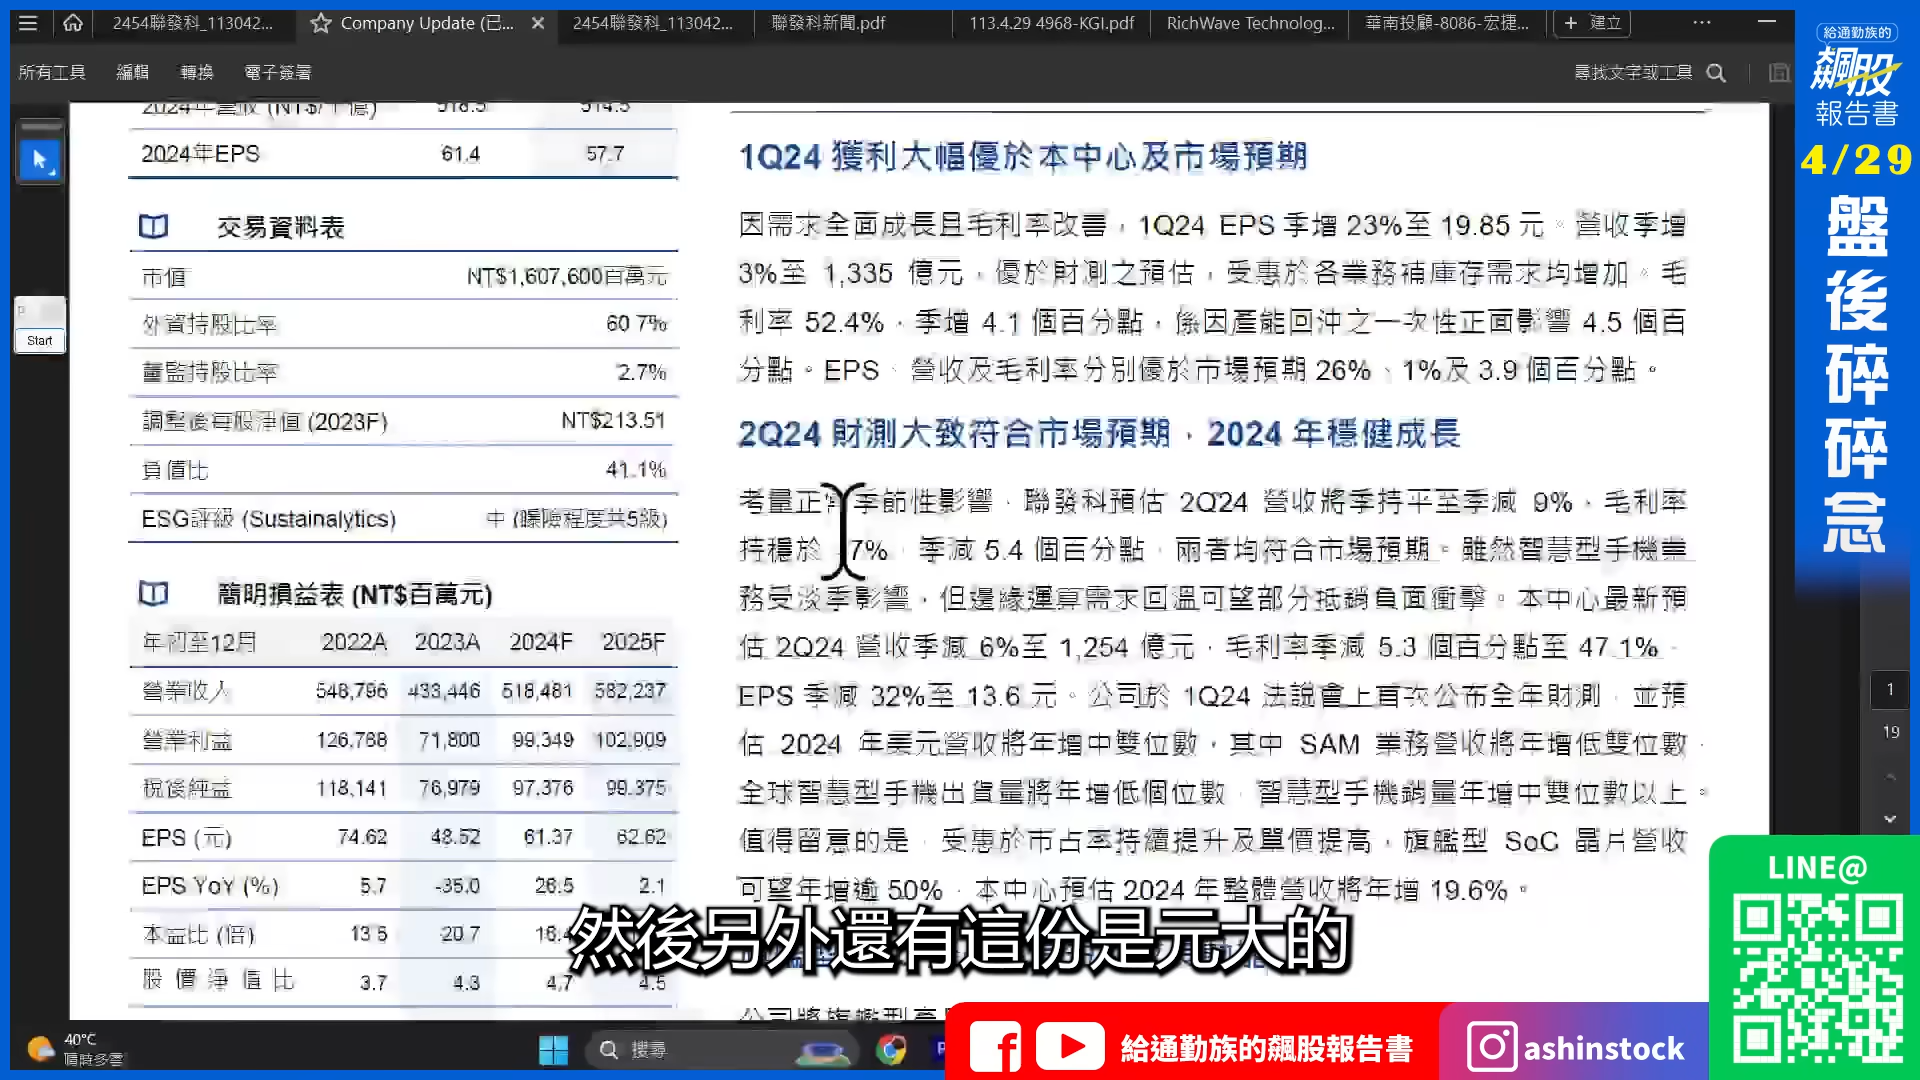 2454聯發科_113042...
Company Update (已...
2454聯發科_113042...
聯發科新聞.pdf
113.4.29 4968-KGI.pdf
RichWave Technolog...
華南投顧-8086-宏捷...
+ 建立
所有工具
編輯
轉換
電子簽署
尋找文字或工具
給通勤族的
飆股
報告書
4/29
盤後碎碎念
Start
2024年營收 (NT$/十億) 518.5 514.5
2024年EPS 61.4 57.7
交易資料表
市值 NT$1,607,600百萬元
外資持股比率 60.7%
董監持股比率 2.7%
調整後每股淨值 (2023F) NT$213.51
負債比 41.1%
ESG評級 (Sustainalytics) 中 (曝險程度共5級)
簡明損益表 (NT$百萬元)
年初至12月 2022A 2023A 2024F 2025F
營業收入 548,796 433,446 518,481 582,237
營業利益 126,788 71,800 99,349 102,909
稅後純益 118,141 76,979 97,376 99,375
EPS (元) 74.62 48.52 61.37 62.62
EPS YoY (%) 5.7 -35.0 26.5 2.1
本益比 (倍) 13.5 20.7 16.4
股價淨值比 3.7 4.3 4.7 4.5
1Q24 獲利大幅優於本中心及市場預期
因需求全面成長且毛利率改善，1Q24 EPS 季增 23%至 19.85 元。營收季增
3%至 1,335 億元，優於財測之預估，受惠於各業務補庫存需求均增加。毛
利率 52.4%，季增 4.1 個百分點，係因產能回沖之一次性正面影響 4.5 個百
分點。EPS、營收及毛利率分別優於市場預期 26%、1%及 3.9 個百分點。
2Q24 財測大致符合市場預期，2024 年穩健成長
考量正常季節性影響，聯發科預估 2Q24 營收將季持平至季減 9%，毛利率
持穩於 7%，季減 5.4 個百分點，兩者均符合市場預期。雖然智慧型手機業
務受淡季影響，但邊緣運算需求回溫可望部分抵銷負面衝擊。本中心最新預
估 2Q24 營收季減 6%至 1,254 億元，毛利率季減 5.3 個百分點至 47.1%，
EPS 季減 32%至 13.6 元。公司於 1Q24 法說會上首次公布全年財測，並預
估 2024 年美元營收將年增中雙位數，其中 SAM 業務營收將年增低雙位數，
全球智慧型手機出貨量將年增低個位數，智慧型手機銷量年增中雙位數以上。
值得留意的是，受惠於市占率持續提升及單價提高，旗艦型 SoC 晶片營收
可望年增逾 50%，本中心預估 2024 年整體營收將年增 19.6%。
然後另外還有這份是元大的
1
19
LINE@
40°C
搜尋
給通勤族的飆股報告書
ashinstock